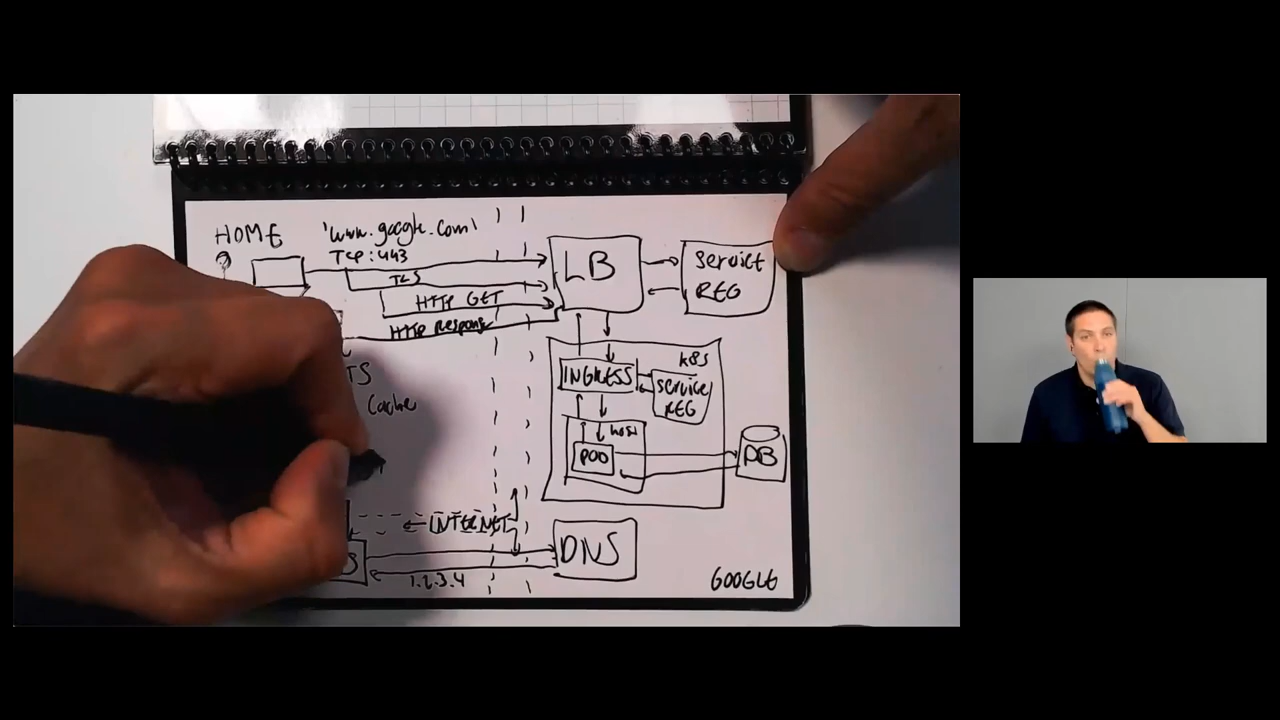 HOME
'www.google.com'
TCP:443
TLS
HTTP GET
HTTP Response
LB
Service
REG
k8s
INGRESS
Service
REG
Cache
host
POD
DB
INTERNET
DNS
1.2.3.4
GOOGLE